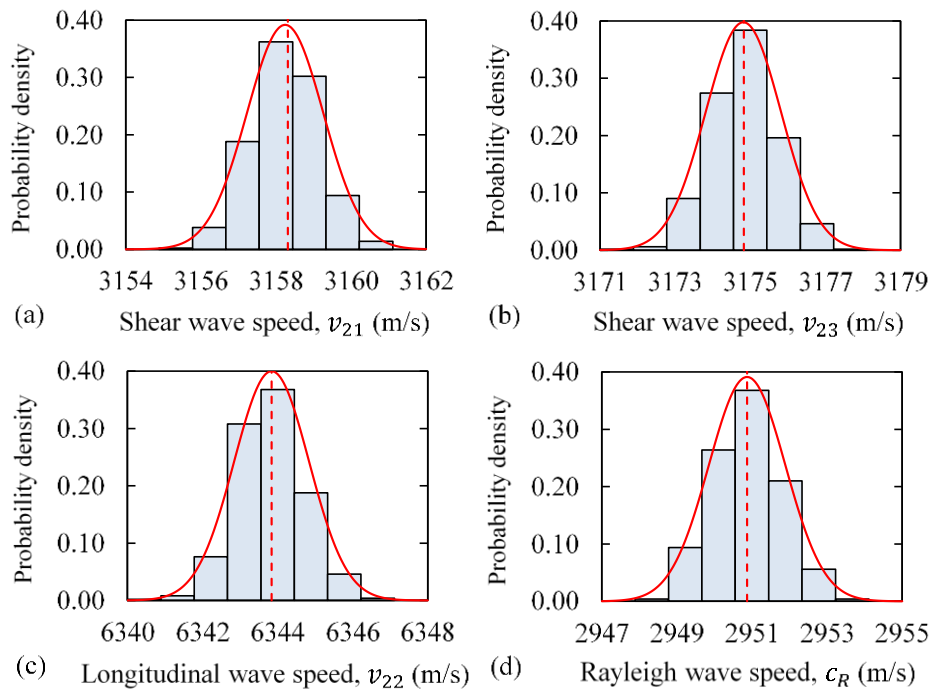 Probability density
0.40
0.30
0.20
0.10
0.00
3154 3156 3158 3160 3162
(a) Shear wave speed, v₂₁ (m/s)
Probability density
0.40
0.30
0.20
0.10
0.00
3171 3173 3175 3177 3179
(b) Shear wave speed, v₂₃ (m/s)
Probability density
0.40
0.30
0.20
0.10
0.00
6340 6342 6344 6346 6348
(c) Longitudinal wave speed, v₂₂ (m/s)
Probability density
0.40
0.30
0.20
0.10
0.00
2947 2949 2951 2953 2955
(d) Rayleigh wave speed, c_R (m/s)